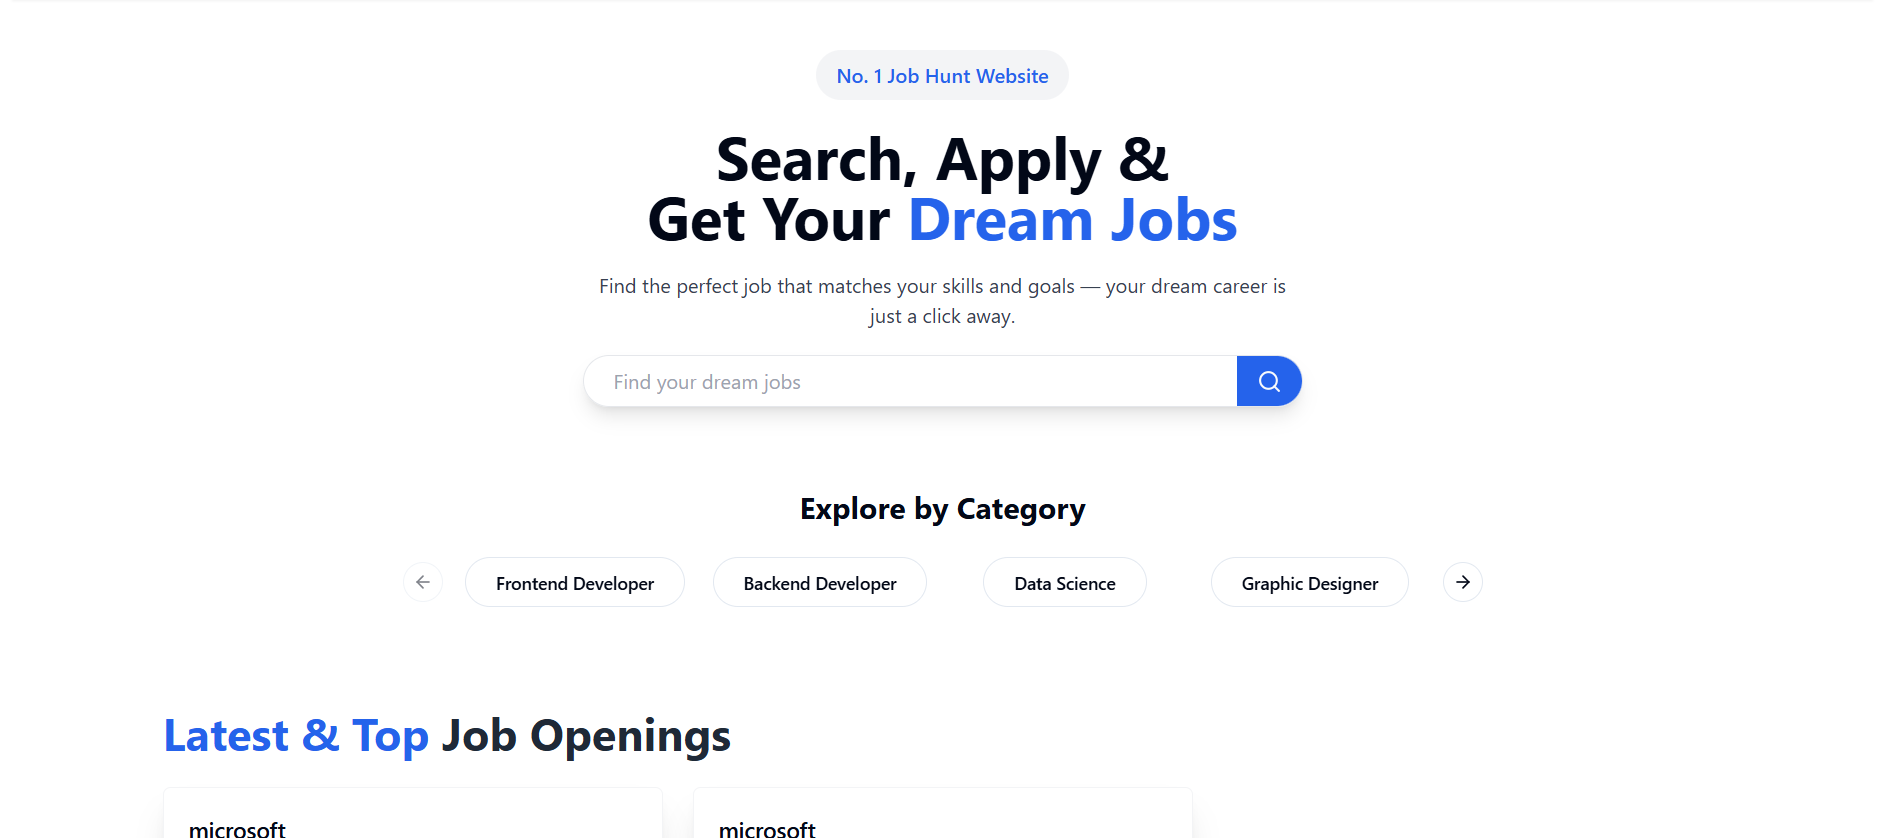 No. 1 Job Hunt Website
Search, Apply &
Get Your Dream Jobs
Find the perfect job that matches your skills and goals — your dream career is
just a click away.
Find your dream jobs
Explore by Category
Frontend Developer
Backend Developer
Data Science
Graphic Designer
Latest & Top Job Openings
microsoft
microsoft